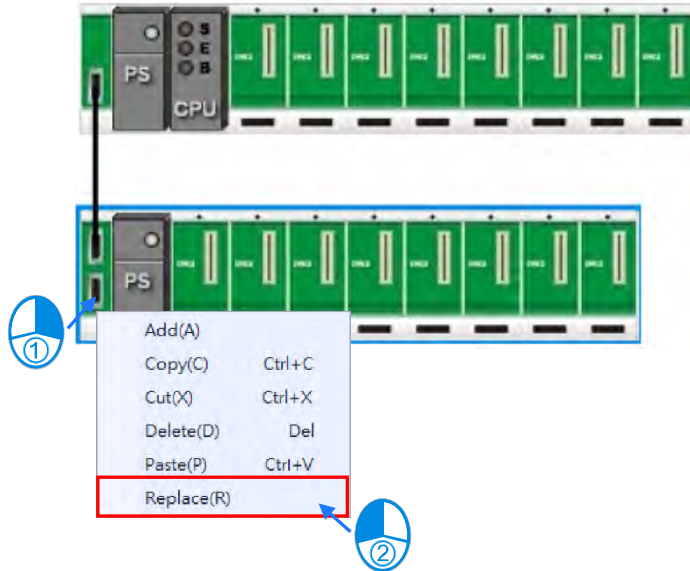 S
E
B
PS
CPU
PS
①
Add(A)
Copy(C) Ctrl+C
Cut(X) Ctrl+X
Delete(D) Del
Paste(P) Ctrl+V
Replace(R)
②